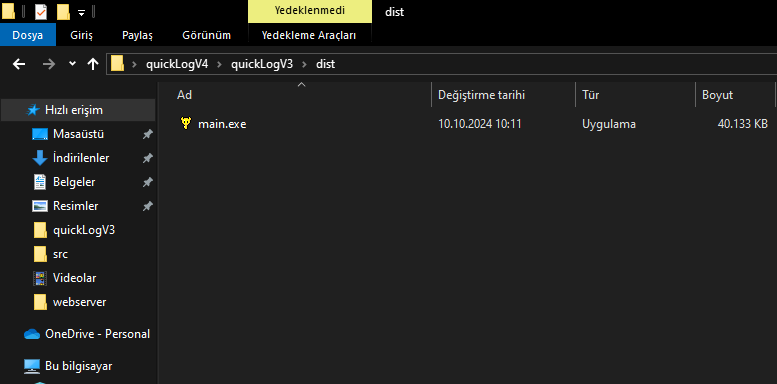 Yedeklenmedi
dist
Dosya
Giriş
Paylaş
Görünüm
Yedekleme Araçları
quickLogV4 > quickLogV3 > dist
Ad
Değiştirme tarihi
Tür
Boyut
main.exe
10.10.2024 10:11
Uygulama
40.133 KB
Hızlı erişim
Masaüstü
İndirilenler
Belgeler
Resimler
quickLogV3
src
Videolar
webserver
OneDrive - Personal
Bu bilgisayar